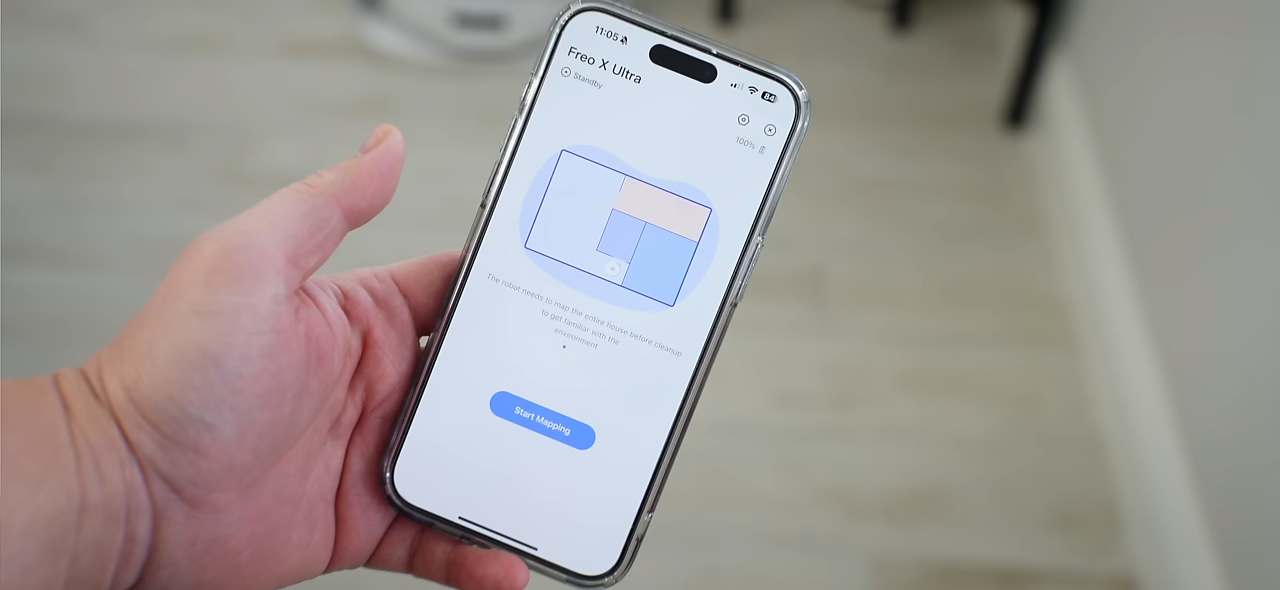 11:05
84
Freo X Ultra
Standby
100%
The robot needs to map the entire house before cleanup
to get familiar with the
environment
Start Mapping